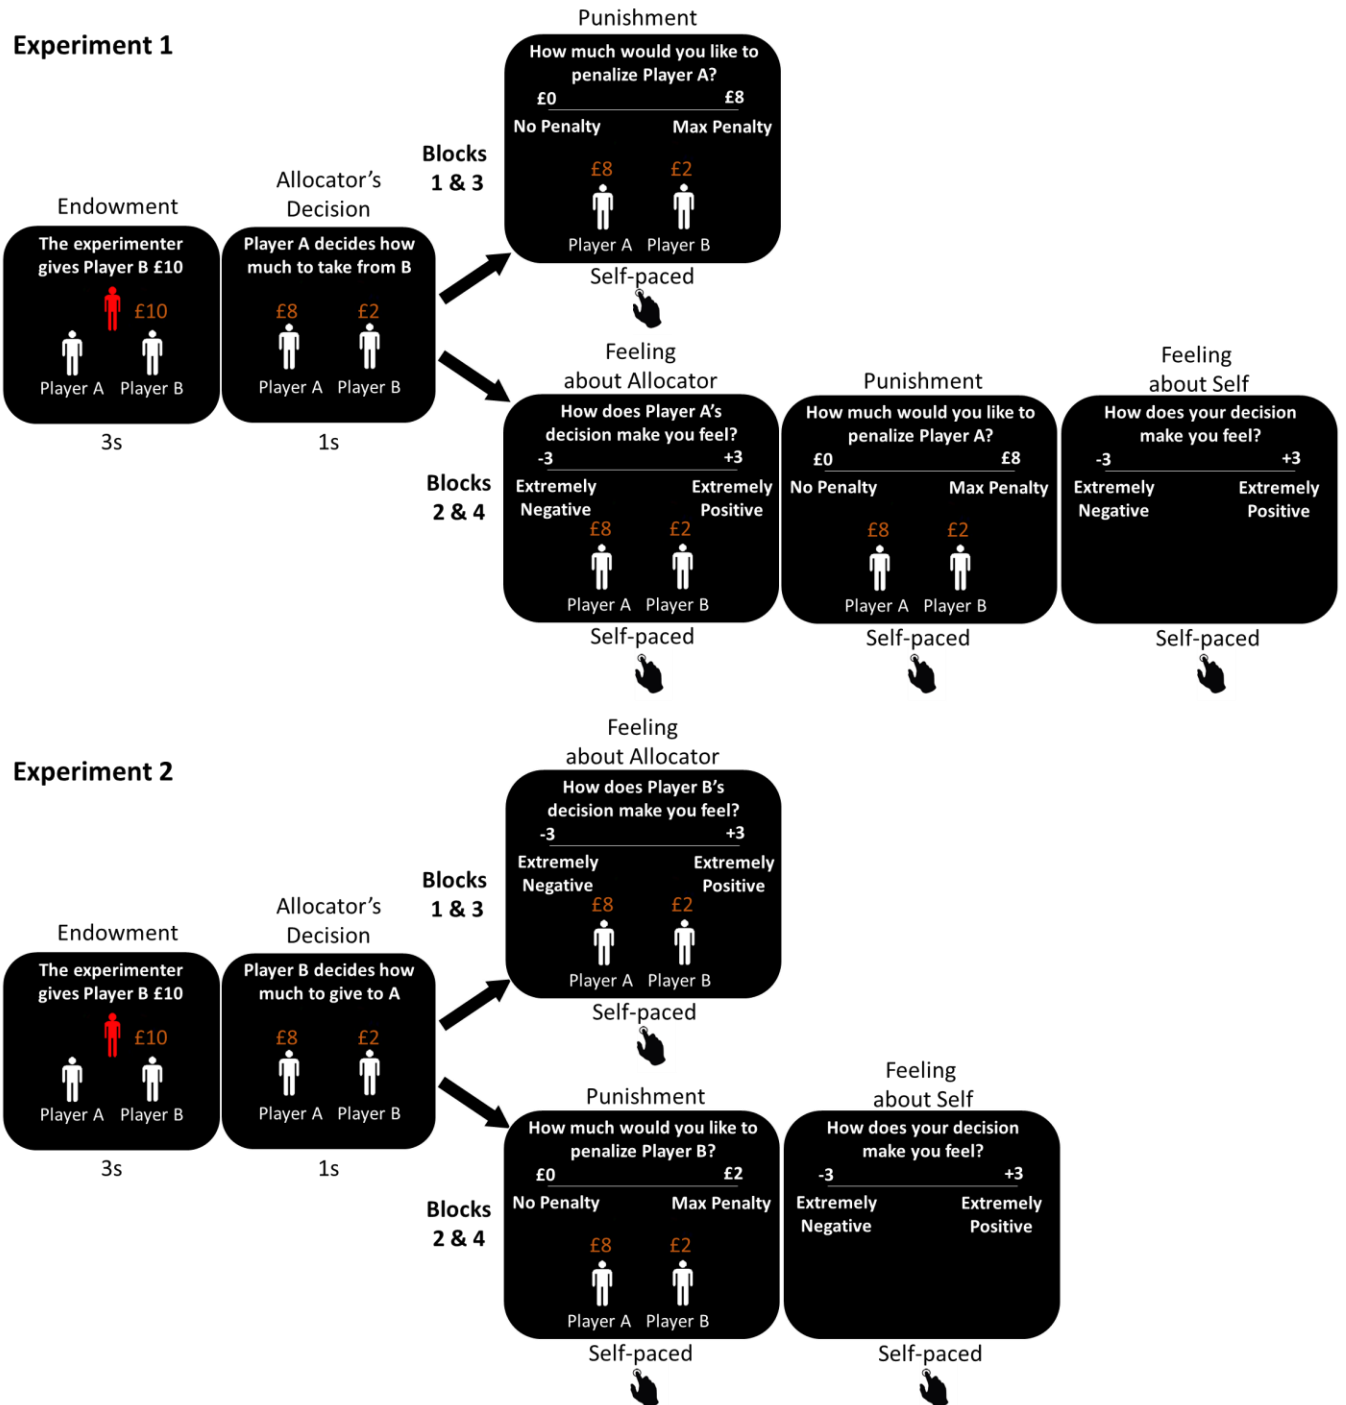 Experiment 1
Endowment
The experimenter
gives Player B £10
£10
Player A Player B
3s
Allocator's
Decision
Player A decides how
much to take from B
£8 £2
Player A Player B
1s
Blocks
1 & 3
Punishment
How much would you like to
penalize Player A?
£0 £8
No Penalty Max Penalty
£8 £2
Player A Player B
Self-paced
Blocks
2 & 4
Feeling
about Allocator
How does Player A's
decision make you feel?
-3 +3
Extremely Extremely
Negative Positive
£8 £2
Player A Player B
Self-paced
Punishment
How much would you like to
penalize Player A?
£0 £8
No Penalty Max Penalty
£8 £2
Player A Player B
Self-paced
Feeling
about Self
How does your decision
make you feel?
-3 +3
Extremely Extremely
Negative Positive
Self-paced
Experiment 2
Endowment
The experimenter
gives Player B £10
£10
Player A Player B
3s
Allocator's
Decision
Player B decides how
much to give to A
£8 £2
Player A Player B
1s
Blocks
1 & 3
Feeling
about Allocator
How does Player B's
decision make you feel?
-3 +3
Extremely Extremely
Negative Positive
£8 £2
Player A Player B
Self-paced
Blocks
2 & 4
Punishment
How much would you like to
penalize Player B?
£0 £2
No Penalty Max Penalty
£8 £2
Player A Player B
Self-paced
Feeling
about Self
How does your decision
make you feel?
-3 +3
Extremely Extremely
Negative Positive
Self-paced